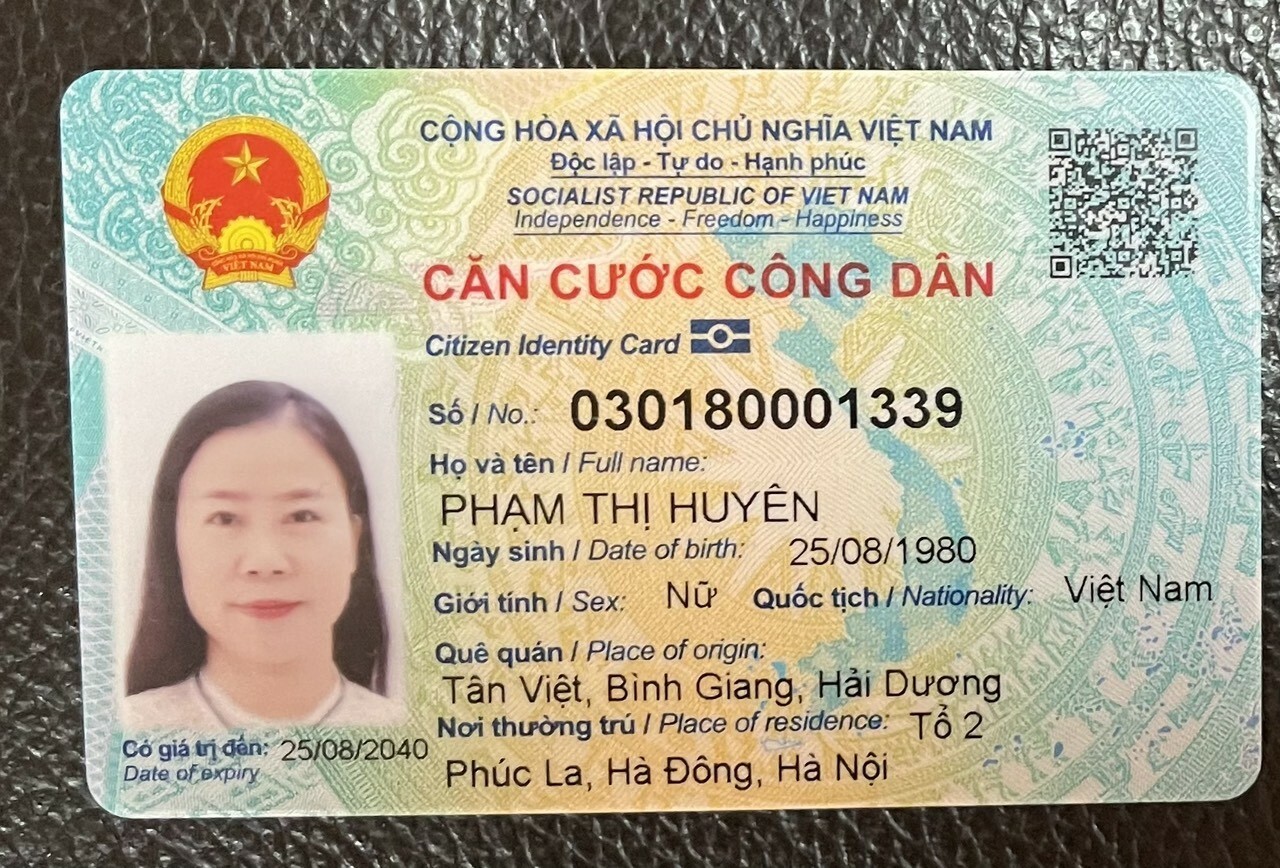 CỘNG HÒA XÃ HỘI CHỦ NGHĨA VIỆT NAM
Độc lập - Tự do - Hạnh phúc
SOCIALIST REPUBLIC OF VIET NAM
Independence - Freedom - Happiness
CĂN CƯỚC CÔNG DÂN
Citizen Identity Card
VIỆT NAM
Số / No.: 030180001339
Họ và tên / Full name:
PHẠM THỊ HUYÊN
Ngày sinh / Date of birth: 25/08/1980
Giới tính / Sex: Nữ Quốc tịch / Nationality: Việt Nam
Quê quán / Place of origin:
Tân Việt, Bình Giang, Hải Dương
Nơi thường trú / Place of residence: Tổ 2
Phúc La, Hà Đông, Hà Nội
Có giá trị đến: 25/08/2040
Date of expiry